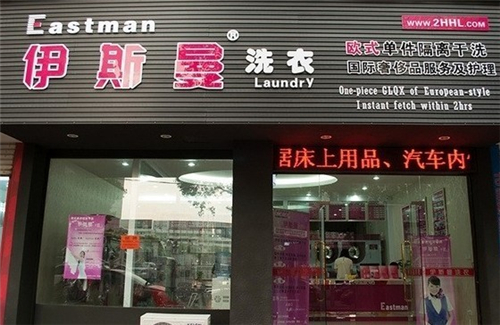 Eastman
伊斯曼®
洗衣
Laundry
WWW.2HHL.COM
欧式单件隔离干洗
国际奢侈品服务及护理
One-piece GLQX of European-style
Instant fetch within 2hrs
居床上用品、汽车内
Eastman